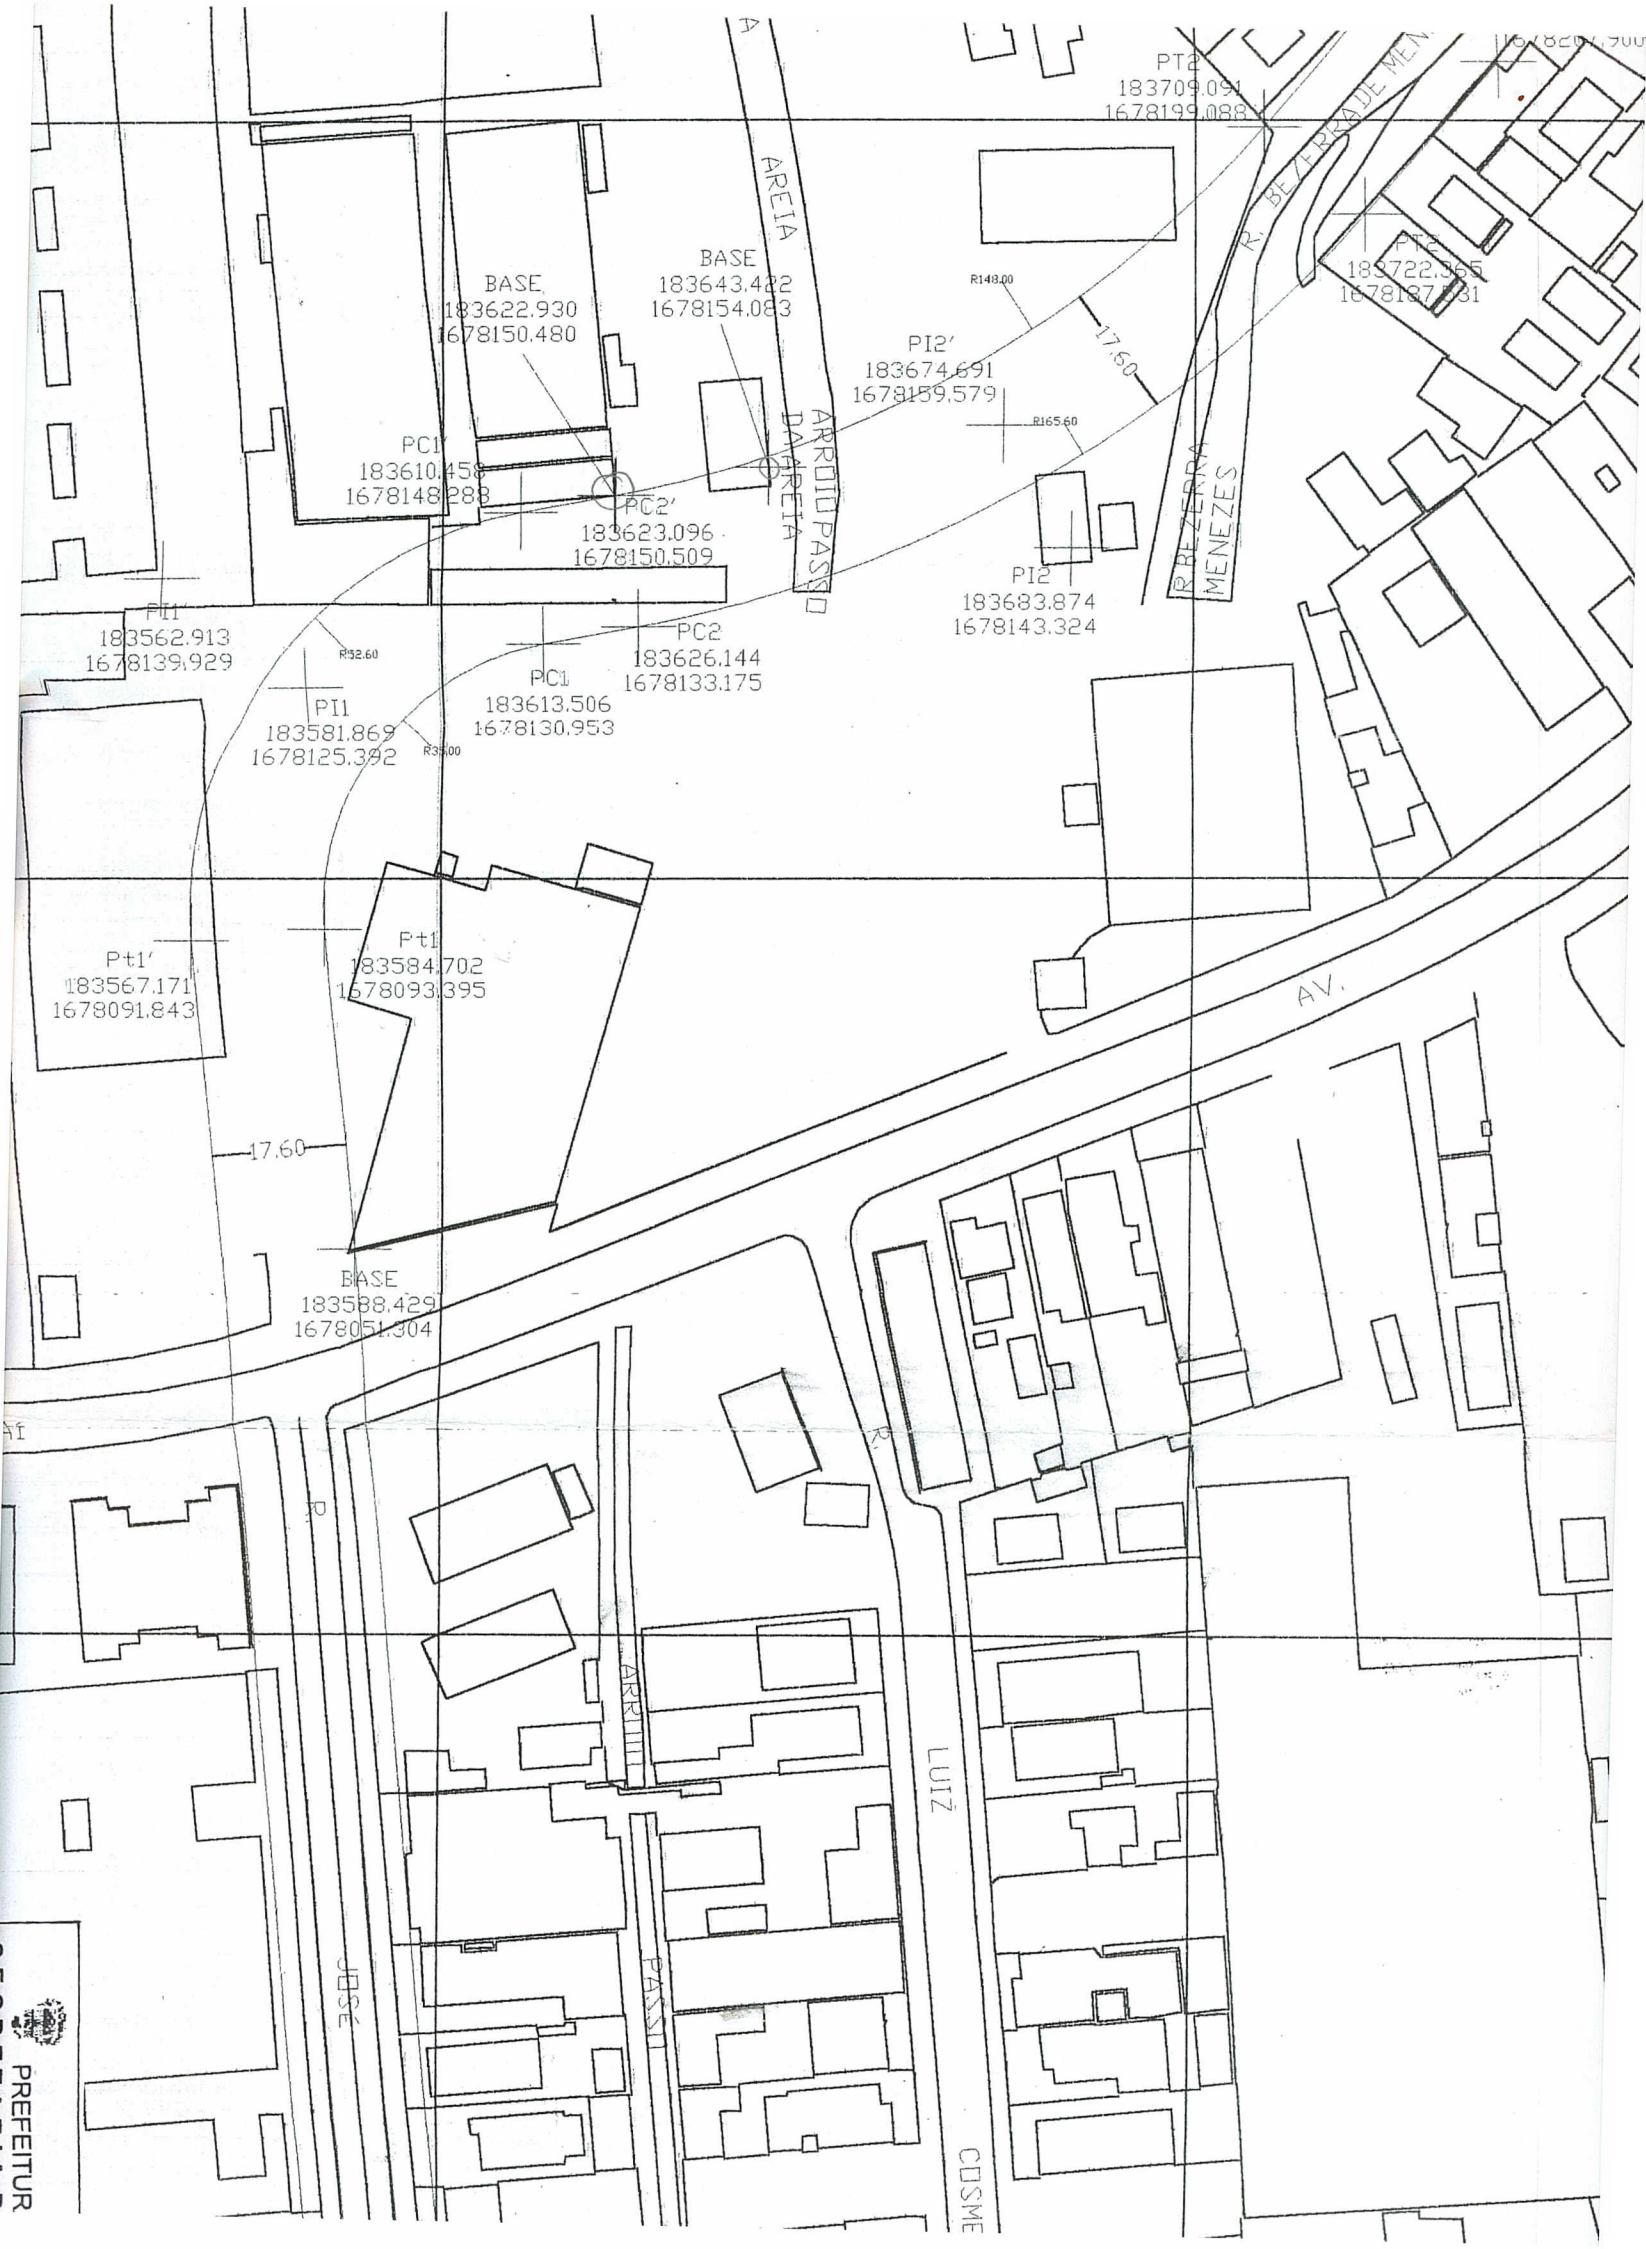 A
AREIA
PT2'
183709.091
1678199.088
1678207.900
R. BEZERRA DE MEN
PT2
183722.365
1678187.531
BASE
183643.422
1678154.083
BASE
183622.930
1678150.480
R148.00
17.60
PI2'
183674.691
1678159.579
R165.60
PC1'
183610.458
1678148.288
ARROIO PASSO
DA AREIA
PC2'
183623.096
1678150.509
R BEZERRA
MENEZES
PI2
183683.874
1678143.324
PI1'
183562.913
1678139.929
R52.60
PC2
183626.144
1678133.175
PC1
183613.506
1678130.953
PI1
183581.869
1678125.392
R35.00
Pt1'
183567.171
1678091.843
Pt1
183584.702
1678093.395
AV.
17.60
BASE
183588.429
1678051.304
AI
R.
R
ARROIO
LUIZ
JOSÉ
PASSO
COSME
PREFEITUR